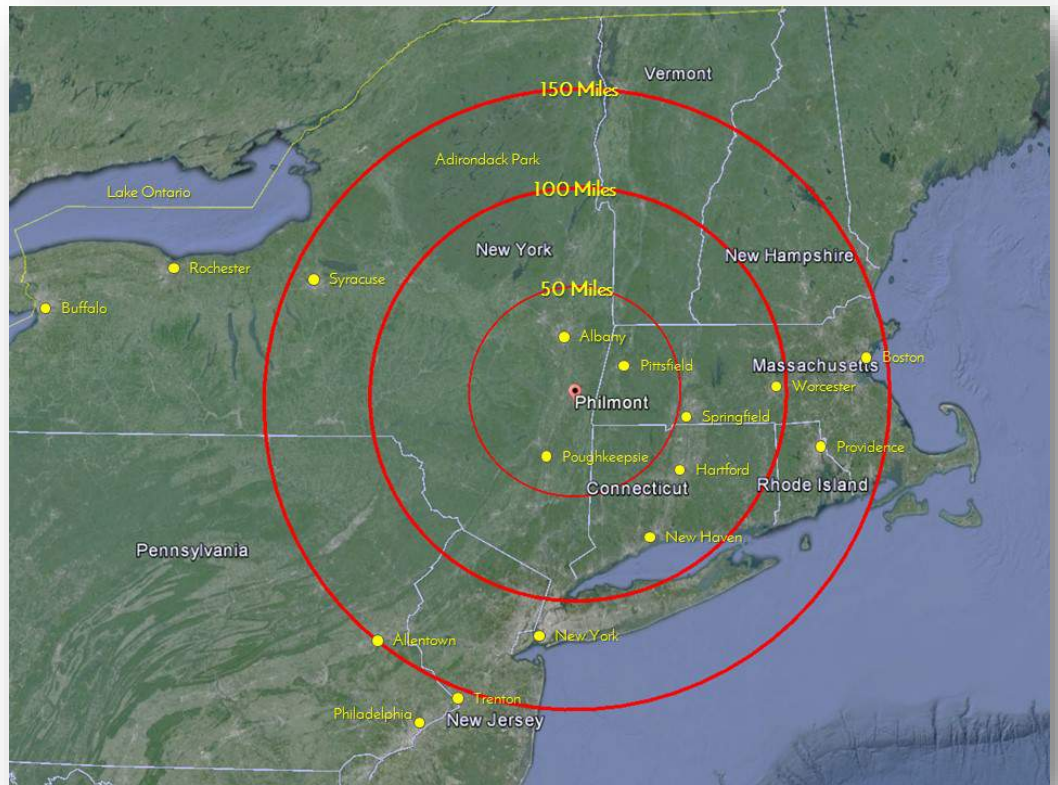 Vermont
150 Miles
Adirondack Park
Lake Ontario
100 Miles
New York
New Hampshire
Rochester
Syracuse
50 Miles
Buffalo
Albany
Boston
Pittsfield
Massachusetts
Worcester
Philmont
Springfield
Providence
Poughkeepsie
Hartford
Connecticut
Rhode Island
New Haven
Pennsylvania
New York
Allentown
Trenton
Philadelphia
New Jersey